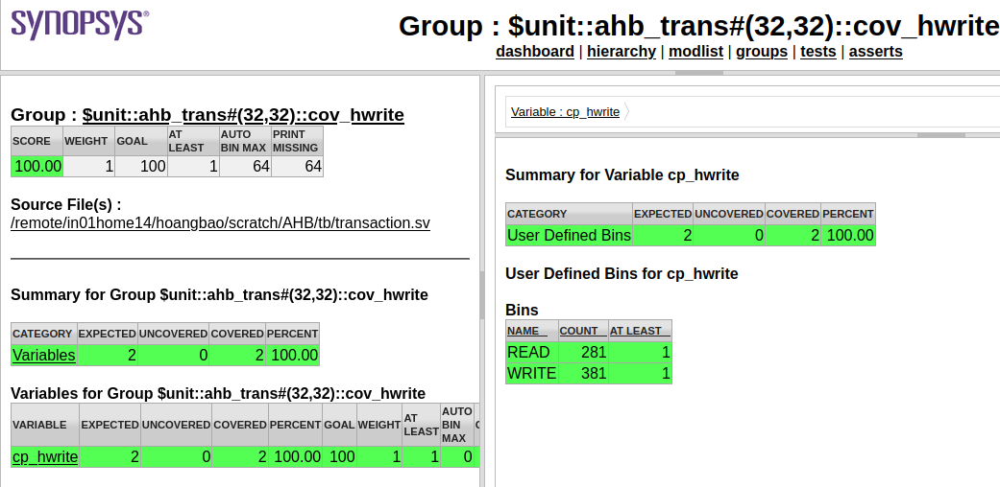 SYNOPSYS®
Group : $unit::ahb_trans#(32,32)::cov_hwrite
dashboard | hierarchy | modlist | groups | tests | asserts
Group : $unit::ahb_trans#(32,32)::cov_hwrite
SCORE WEIGHT GOAL AT LEAST AUTO BIN MAX PRINT MISSING
100.00 1 100 1 64 64
Source File(s) :
/remote/in01home14/hoangbao/scratch/AHB/tb/transaction.sv
Summary for Group $unit::ahb_trans#(32,32)::cov_hwrite
CATEGORY EXPECTED UNCOVERED COVERED PERCENT
Variables 2 0 2 100.00
Variables for Group $unit::ahb_trans#(32,32)::cov_hwrite
VARIABLE EXPECTED UNCOVERED COVERED PERCENT GOAL WEIGHT AT LEAST AUTO BIN MAX
cp_hwrite 2 0 2 100.00 100 1 1 0
Variable : cp_hwrite
Summary for Variable cp_hwrite
CATEGORY EXPECTED UNCOVERED COVERED PERCENT
User Defined Bins 2 0 2 100.00
User Defined Bins for cp_hwrite
Bins
NAME COUNT AT LEAST
READ 281 1
WRITE 381 1